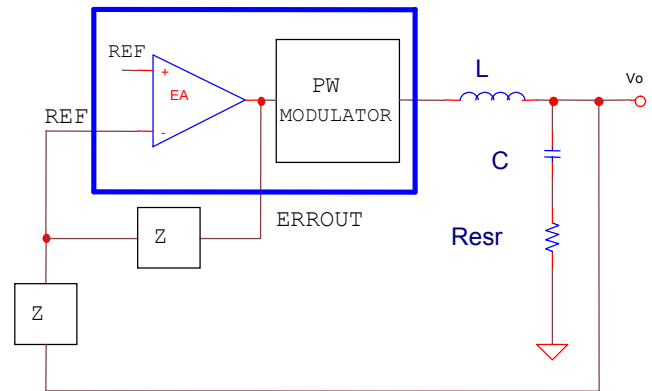 REF
+
EA
-
PW
MODULATOR
L
Vo
REF
C
ERROUT
Z
Resr
Z